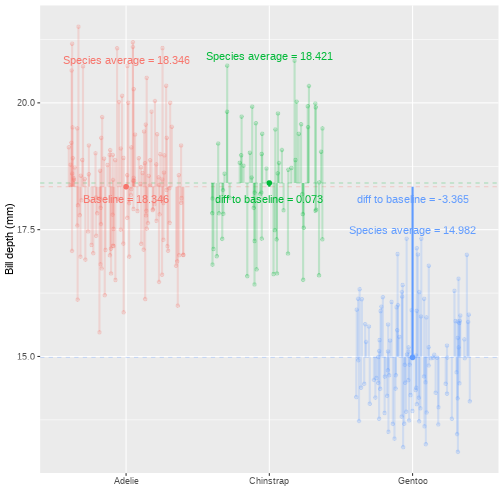 Species average = 18.421
Species average = 18.346
20.0
Baseline = 18.346
diff to baseline = 0.073
diff to baseline = -3.365
17.5
Species average = 14.982
15.0
Bill depth (mm)
Adelie
Chinstrap
Gentoo